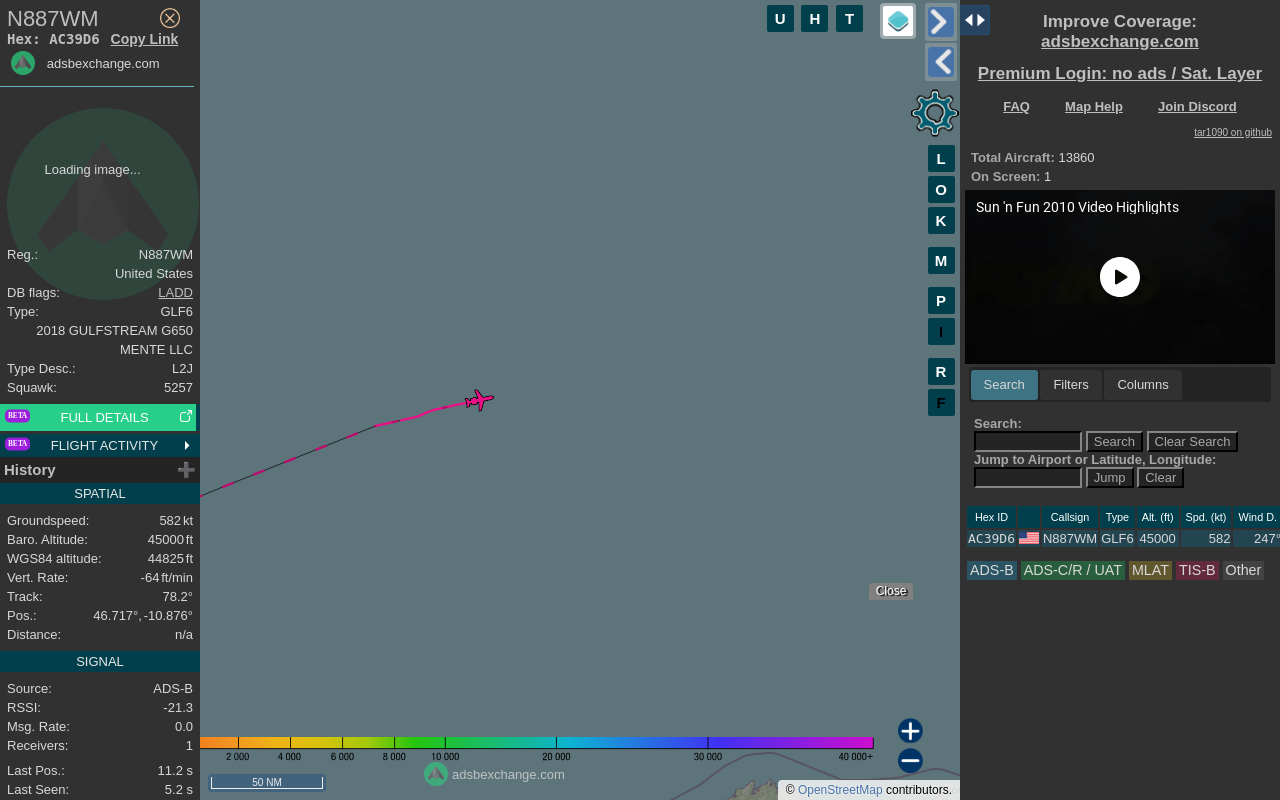 N887WM
Hex: AC39D6 Copy Link
adsbexchange.com
Loading image...
Reg.: N887WM
United States
DB flags: LADD
Type: GLF6
2018 GULFSTREAM G650
MENTE LLC
Type Desc.: L2J
Squawk: 5257
BETA FULL DETAILS
BETA FLIGHT ACTIVITY
History
SPATIAL
Groundspeed: 582 kt
Baro. Altitude: 45000 ft
WGS84 altitude: 44825 ft
Vert. Rate: -64 ft/min
Track: 78.2°
Pos.: 46.717°, -10.876°
Distance: n/a
SIGNAL
Source: ADS-B
RSSI: -21.3
Msg. Rate: 0.0
Receivers: 1
Last Pos.: 11.2 s
Last Seen: 5.2 s
U H T
L
O
K
M
P
I
R
F
Close
2 000 4 000 6 000 8 000 10 000 20 000 30 000 40 000+
50 NM
adsbexchange.com
© OpenStreetMap contributors.
Improve Coverage:
adsbexchange.com
Premium Login: no ads / Sat. Layer
FAQ Map Help Join Discord
tar1090 on github
Total Aircraft: 13860
On Screen: 1
Sun 'n Fun 2010 Video Highlights
Search Filters Columns
Search:
Search Clear Search
Jump to Airport or Latitude, Longitude:
Jump Clear
Hex ID Callsign Type Alt. (ft) Spd. (kt) Wind D.
AC39D6 N887WM GLF6 45000 582 247°
ADS-B ADS-C/R / UAT MLAT TIS-B Other